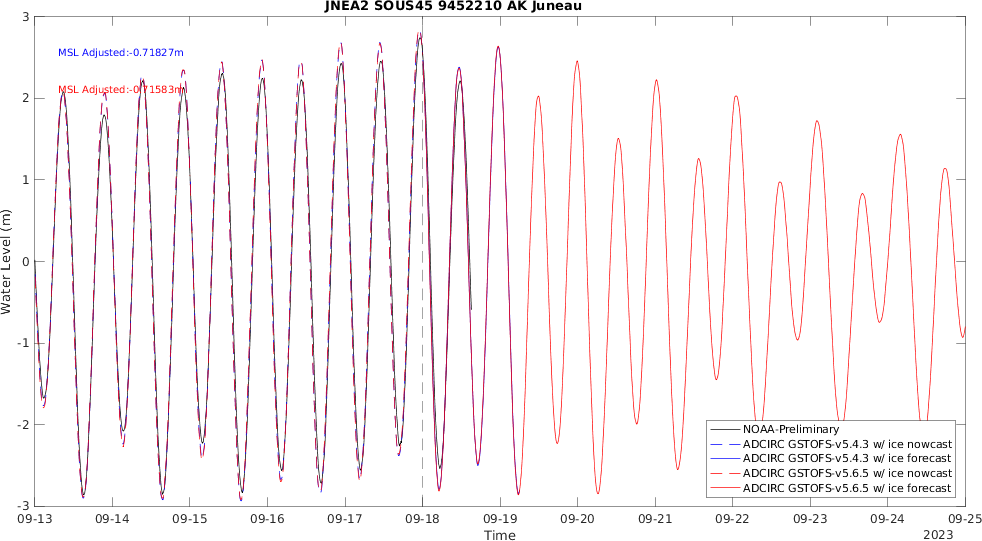 JNEA2 SOUS45 9452210 AK Juneau
3
MSL Adjusted:-0.71827m
MSL Adjusted:-0.71583m
2
1
0
-1
-2
-3
Water Level (m)
NOAA-Preliminary
ADCIRC GSTOFS-v5.4.3 w/ ice nowcast
ADCIRC GSTOFS-v5.4.3 w/ ice forecast
ADCIRC GSTOFS-v5.6.5 w/ ice nowcast
ADCIRC GSTOFS-v5.6.5 w/ ice forecast
09-13 09-14 09-15 09-16 09-17 09-18 09-19 09-20 09-21 09-22 09-23 09-24 09-25
Time
2023